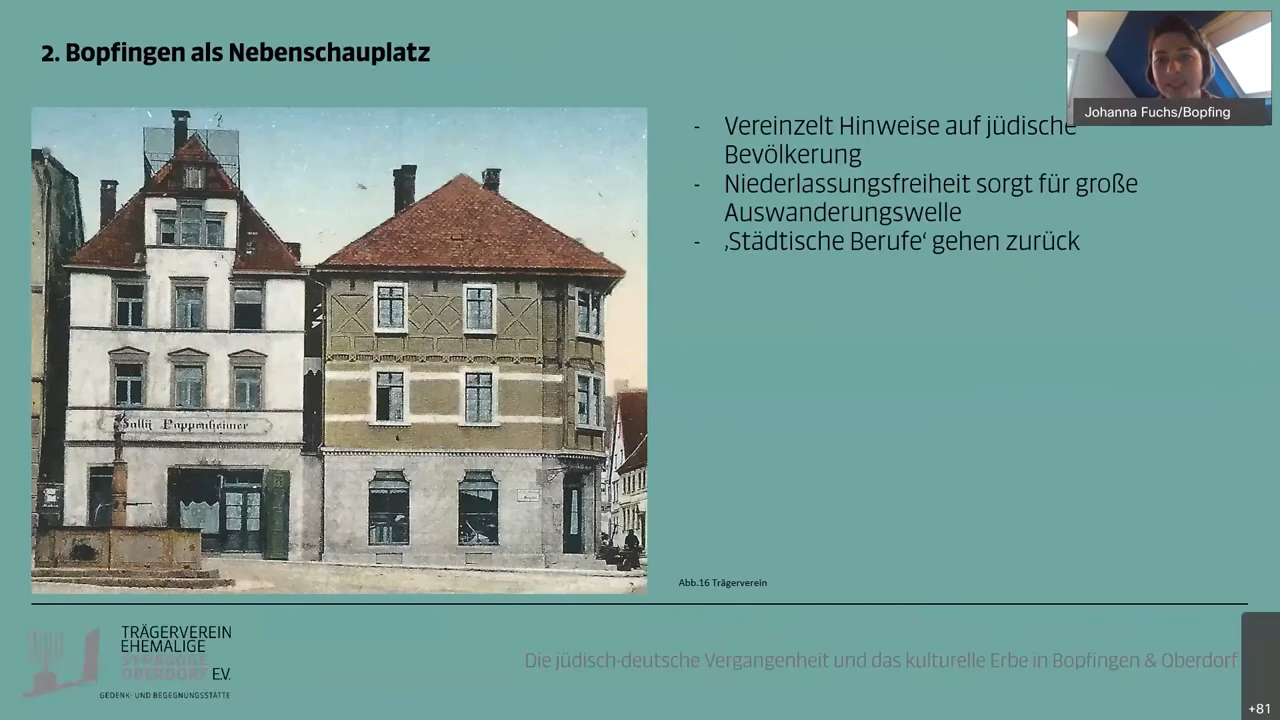 2. Bopfingen als Nebenschauplatz
Johanna Fuchs/Bopfing
- Vereinzelt Hinweise auf jüdische
Bevölkerung
- Niederlassungsfreiheit sorgt für große
Auswanderungswelle
- ‚Städtische Berufe‘ gehen zurück
Sally Pappenheimer
Abb.16 Trägerverein
TRÄGERVEREIN
EHEMALIGE
SYNAGOGE
OBERDORF E.V.
GEDENK- UND BEGEGNUNGSSTÄTTE
Die jüdisch-deutsche Vergangenheit und das kulturelle Erbe in Bopfingen & Oberdorf
+81